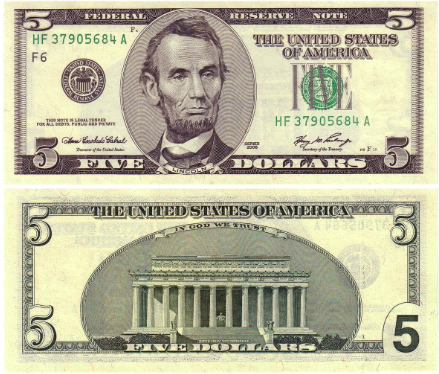 5 FEDERAL RESERVE NOTE 5
HF 37905684 A
F6
THE UNITED STATES
OF AMERICA
FIVE
THIS NOTE IS LEGAL TENDER
FOR ALL DEBTS, PUBLIC AND PRIVATE
HF 37905684 A
Treasurer of the United States
SERIES
2006
Secretary of the Treasury
LINCOLN
5 FIVE DOLLARS 5
5 THE UNITED STATES OF AMERICA 5
IN GOD WE TRUST
5 FIVE DOLLARS 5